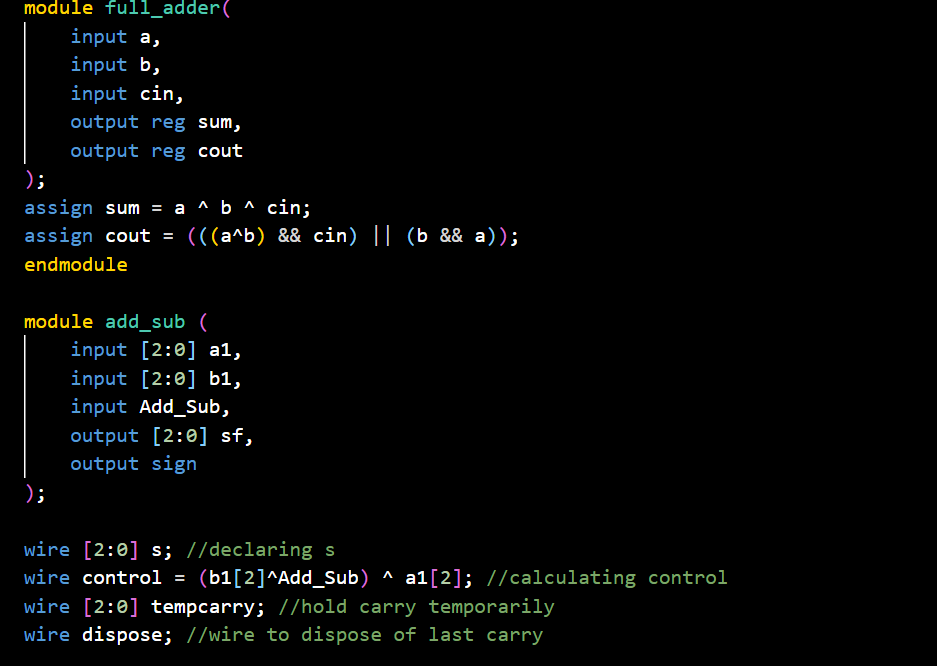 module full_adder(
input a,
input b,
input cin,
output reg sum,
output reg cout
);
assign sum = a ^ b ^ cin;
assign cout = (((a^b) && cin) || (b && a));
endmodule
module add_sub (
input [2:0] a1,
input [2:0] b1,
input Add_Sub,
output [2:0] sf,
output sign
);
wire [2:0] s; //declaring s
wire control = (b1[2]^Add_Sub) ^ a1[2]; //calculating control
wire [2:0] tempcarry; //hold carry temporarily
wire dispose; //wire to dispose of last carry